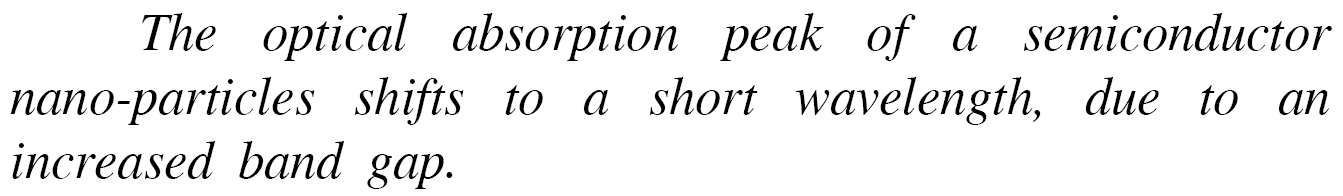 The optical absorption peak of a semiconductor
nano-particles shifts to a short wavelength, due to an
increased band gap.